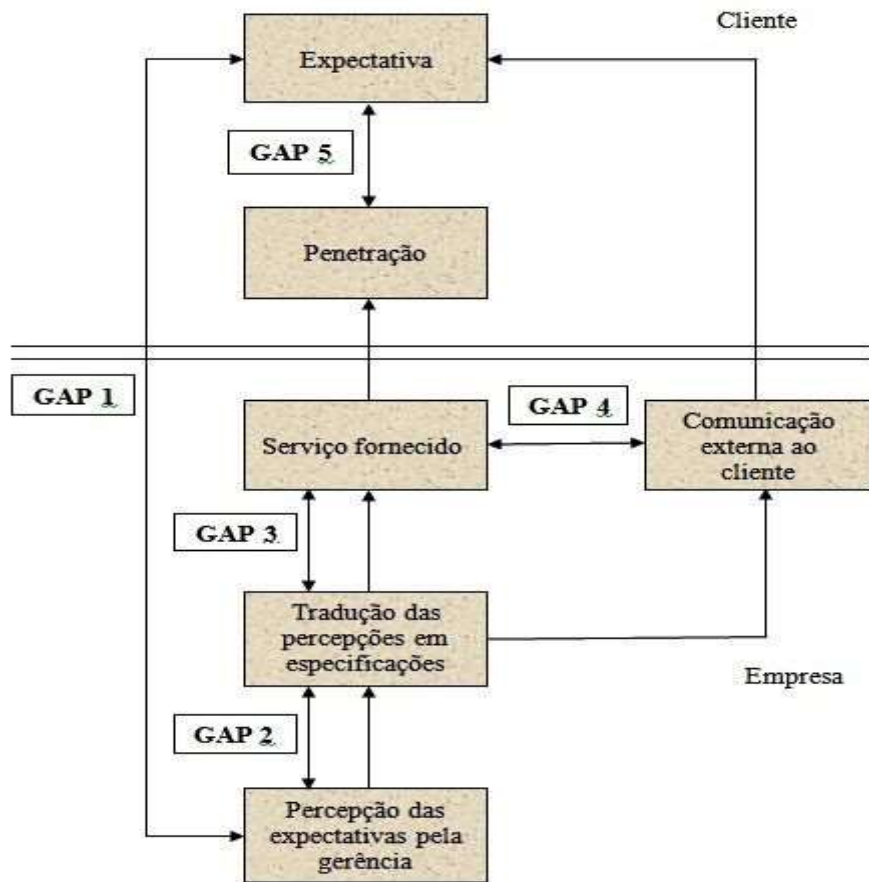 Cliente
Expectativa
GAP 5
Penetração
GAP 1
GAP 4
Serviço fornecido
Comunicação
externa ao
cliente
GAP 3
Tradução das
percepções em
especificações
Empresa
GAP 2
Percepção das
expectativas pela
gerência